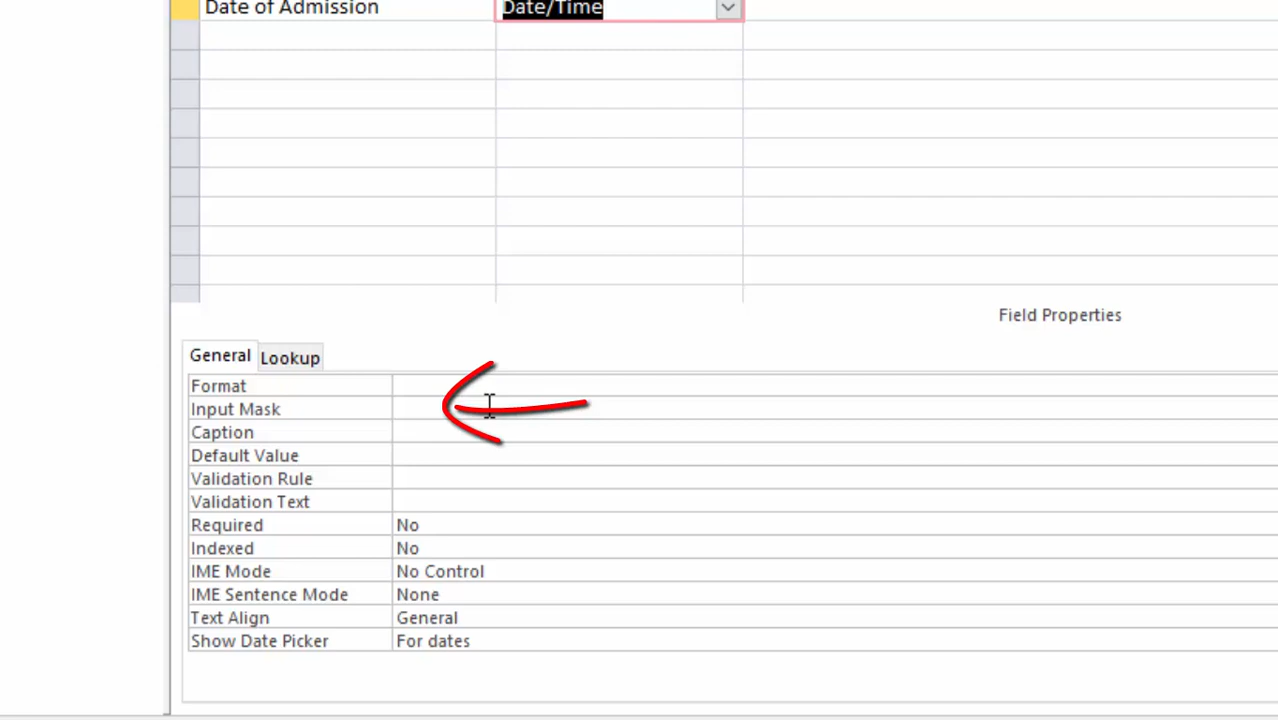 Date of Admission Date/Time
Field Properties
General Lookup
Format
Input Mask
Caption
Default Value
Validation Rule
Validation Text
Required No
Indexed No
IME Mode No Control
IME Sentence Mode None
Text Align General
Show Date Picker For dates